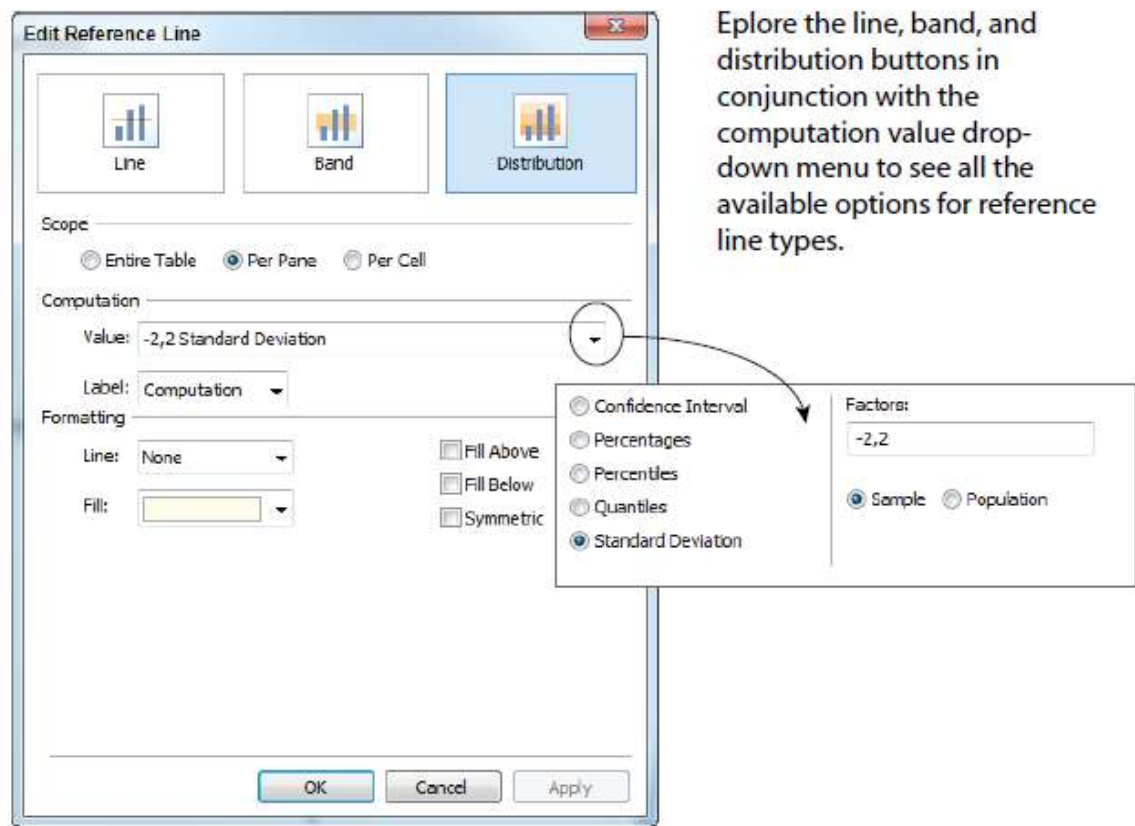 Edit Reference Line
Line
Band
Distribution
Scope
Entire Table Per Pane Per Cell
Computation
Value: -2,2 Standard Deviation
Label: Computation
Formatting
Line: None
Fill:
Fill Above
Fill Below
Symmetric
OK Cancel Apply
Eplore the line, band, and
distribution buttons in
conjunction with the
computation value drop-
down menu to see all the
available options for reference
line types.
Confidence Interval
Percentages
Percentiles
Quantiles
Standard Deviation
Factors:
-2,2
Sample Population